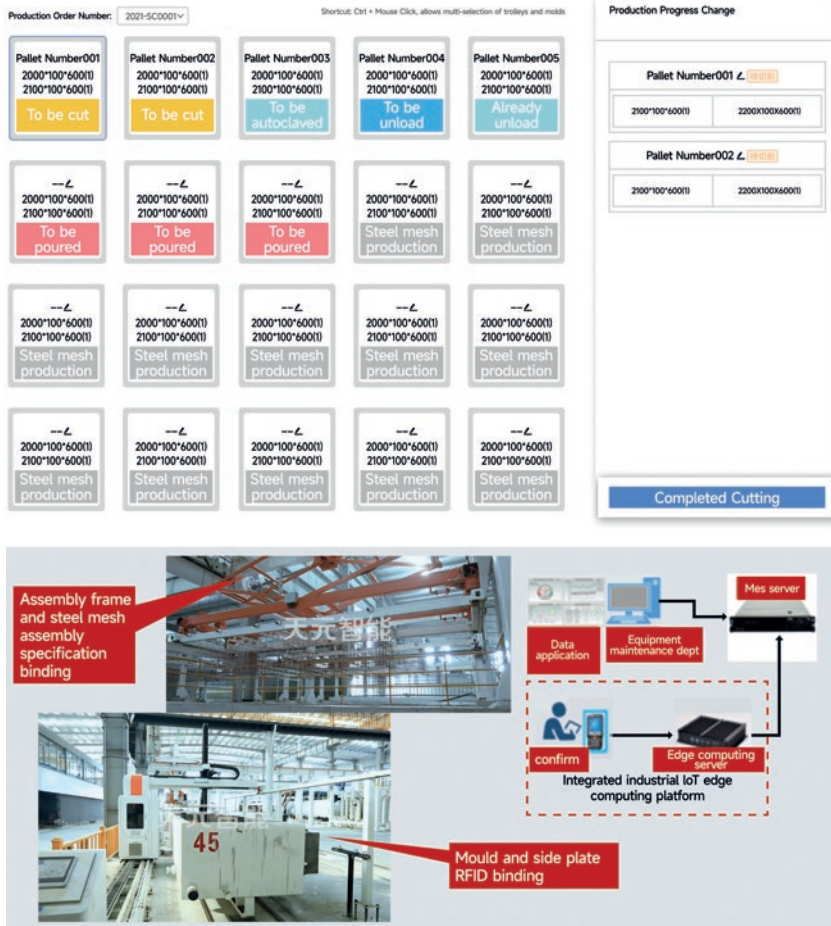 Production Order Number: 2021-SC0001
Shortcut: Ctrl + Mouse Click, allows multi-selection of trolleys and molds
Pallet Number001
2000*100*600(1)
2100*100*600(1)
To be cut
Pallet Number002
2000*100*600(1)
2100*100*600(1)
To be cut
Pallet Number003
2000*100*600(1)
2100*100*600(1)
To be
autoclaved
Pallet Number004
2000*100*600(1)
2100*100*600(1)
To be
unload
Pallet Number005
2000*100*600(1)
2100*100*600(1)
Already
unload
--∠
2000*100*600(1)
2100*100*600(1)
To be
poured
--∠
2000*100*600(1)
2100*100*600(1)
To be
poured
--∠
2000*100*600(1)
2100*100*600(1)
To be
poured
--∠
2000*100*600(1)
2100*100*600(1)
Steel mesh
production
--∠
2000*100*600(1)
2100*100*600(1)
Steel mesh
production
--∠
2000*100*600(1)
2100*100*600(1)
Steel mesh
production
--∠
2000*100*600(1)
2100*100*600(1)
Steel mesh
production
--∠
2000*100*600(1)
2100*100*600(1)
Steel mesh
production
--∠
2000*100*600(1)
2100*100*600(1)
Steel mesh
production
--∠
2000*100*600(1)
2100*100*600(1)
Steel mesh
production
--∠
2000*100*600(1)
2100*100*600(1)
Steel mesh
production
--∠
2000*100*600(1)
2100*100*600(1)
Steel mesh
production
--∠
2000*100*600(1)
2100*100*600(1)
Steel mesh
production
--∠
2000*100*600(1)
2100*100*600(1)
Steel mesh
production
--∠
2000*100*600(1)
2100*100*600(1)
Steel mesh
production
Production Progress Change
Pallet Number001 ∠ 待切割
2100*100*600(1) 2200X100X600(1)
Pallet Number002 ∠ 待切割
2100*100*600(1) 2200X100X600(1)
Completed Cutting
Assembly frame
and steel mesh
assembly
specification
binding
天元智能
天元智能
45
Mould and side plate
RFID binding
Data
application
Equipment
maintenance dept
Mes server
confirm
Edge computing
server
Integrated industrial IoT edge
computing platform